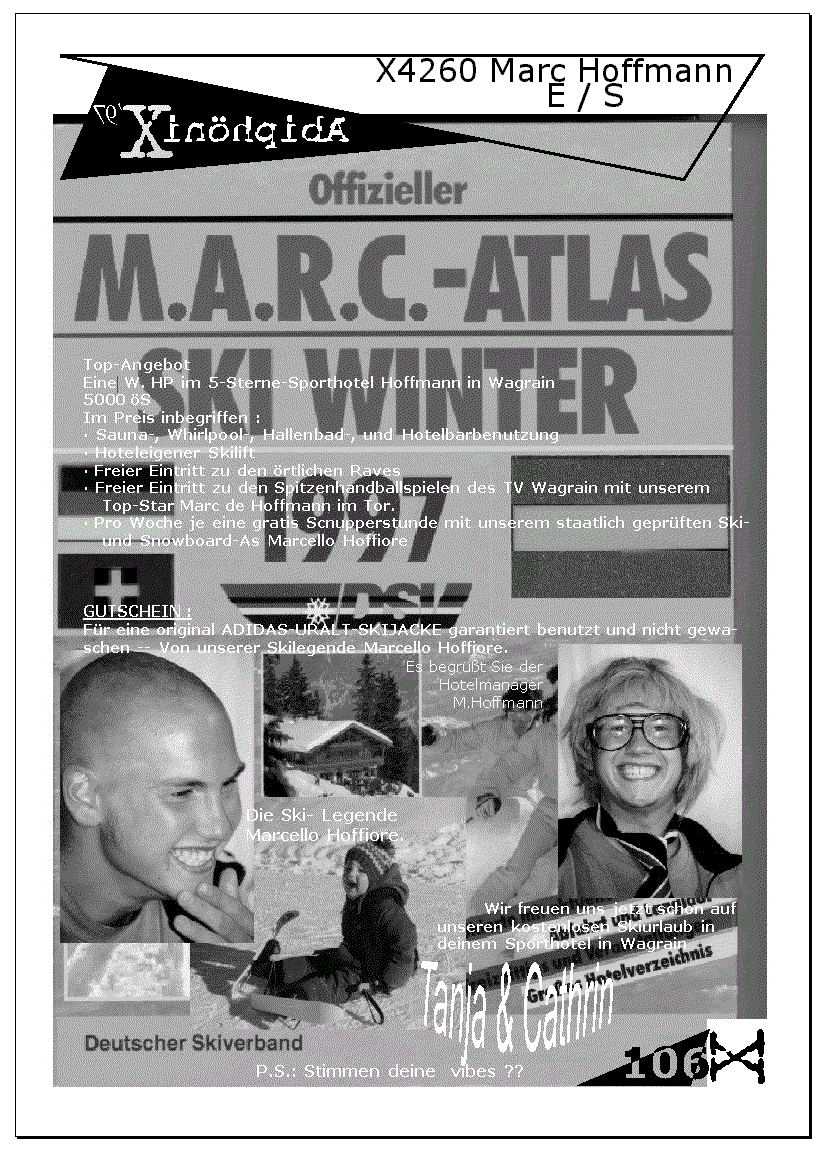 X4260 Marc Hoffmann
E / S
Abiphönix '97
Offizieller
M.A.R.C.-ATLAS
SKI WINTER
1997
Top-Angebot
Eine W. HP im 5-Sterne-Sporthotel Hoffmann in Wagrain
5000 öS
Im Preis inbegriffen :
· Sauna-, Whirlpool-, Hallenbad-, und Hotelbarbenutzung
· Hoteleigener Skilift
· Freier Eintritt zu den örtlichen Raves
· Freier Eintritt zu den Spitzenhandballspielen des TV Wagrain mit unserem
Top-Star Marc de Hoffmann im Tor.
· Pro Woche je eine gratis Scnupperstunde mit unserem staatlich geprüften Ski-
und Snowboard-As Marcello Hoffiore
DSV
GUTSCHEIN :
Für eine original ADIDAS-URALT-SKIJACKE garantiert benutzt und nicht gewa-
schen -- Von unserer Skilegende Marcello Hoffiore.
Es begrüßt Sie der
Hotelmanager
M.Hoffmann
Die Ski- Legende
Marcello Hoffiore.
Wir freuen uns jetzt schon auf
unseren kostenlosen Skiurlaub in
deinem Sporthotel in Wagrain
Hotelverzeichnis
Tanja & Cathrin
Deutscher Skiverband
P.S.: Stimmen deine vibes ??
106 X